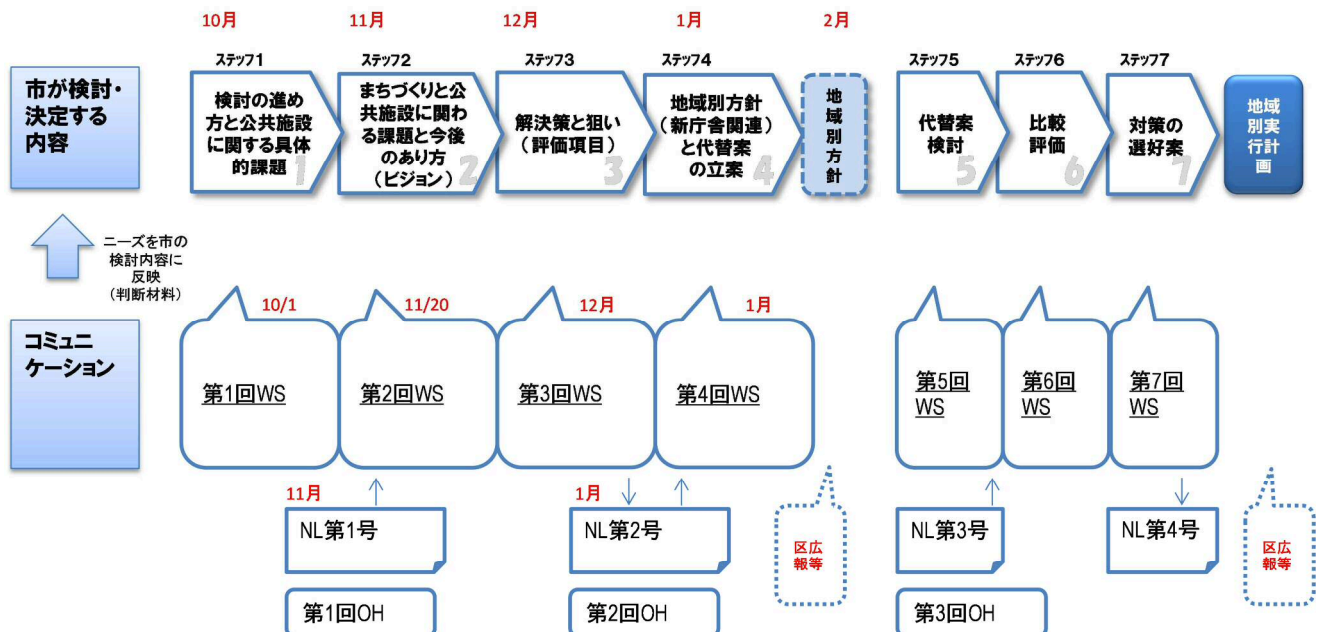 10月
11月
12月
1月
2月
市が検討・
決定する
内容
ステップ1
検討の進め
方と公共施設
に関する具体
的課題
1
ステップ2
まちづくりと公
共施設に関わ
る課題と今後
のあり方
（ビジョン）
2
ステップ3
解決策と狙い
（評価項目）
3
ステップ4
地域別方針
（新庁舎関連）
と代替案
の立案
4
地域別方針
ステップ5
代替案
検討
5
ステップ6
比較
評価
6
ステップ7
対策の
選好案
7
地域
別実
行計
画
ニーズを市の
検討内容に
反映
（判断材料）
コミュニ
ケーション
10/1
第1回WS
11/20
第2回WS
12月
第3回WS
1月
第4回WS
第5回
WS
第6回
WS
第7回
WS
11月
NL第1号
第1回OH
1月
NL第2号
第2回OH
区広
報等
NL第3号
第3回OH
NL第4号
区広
報等